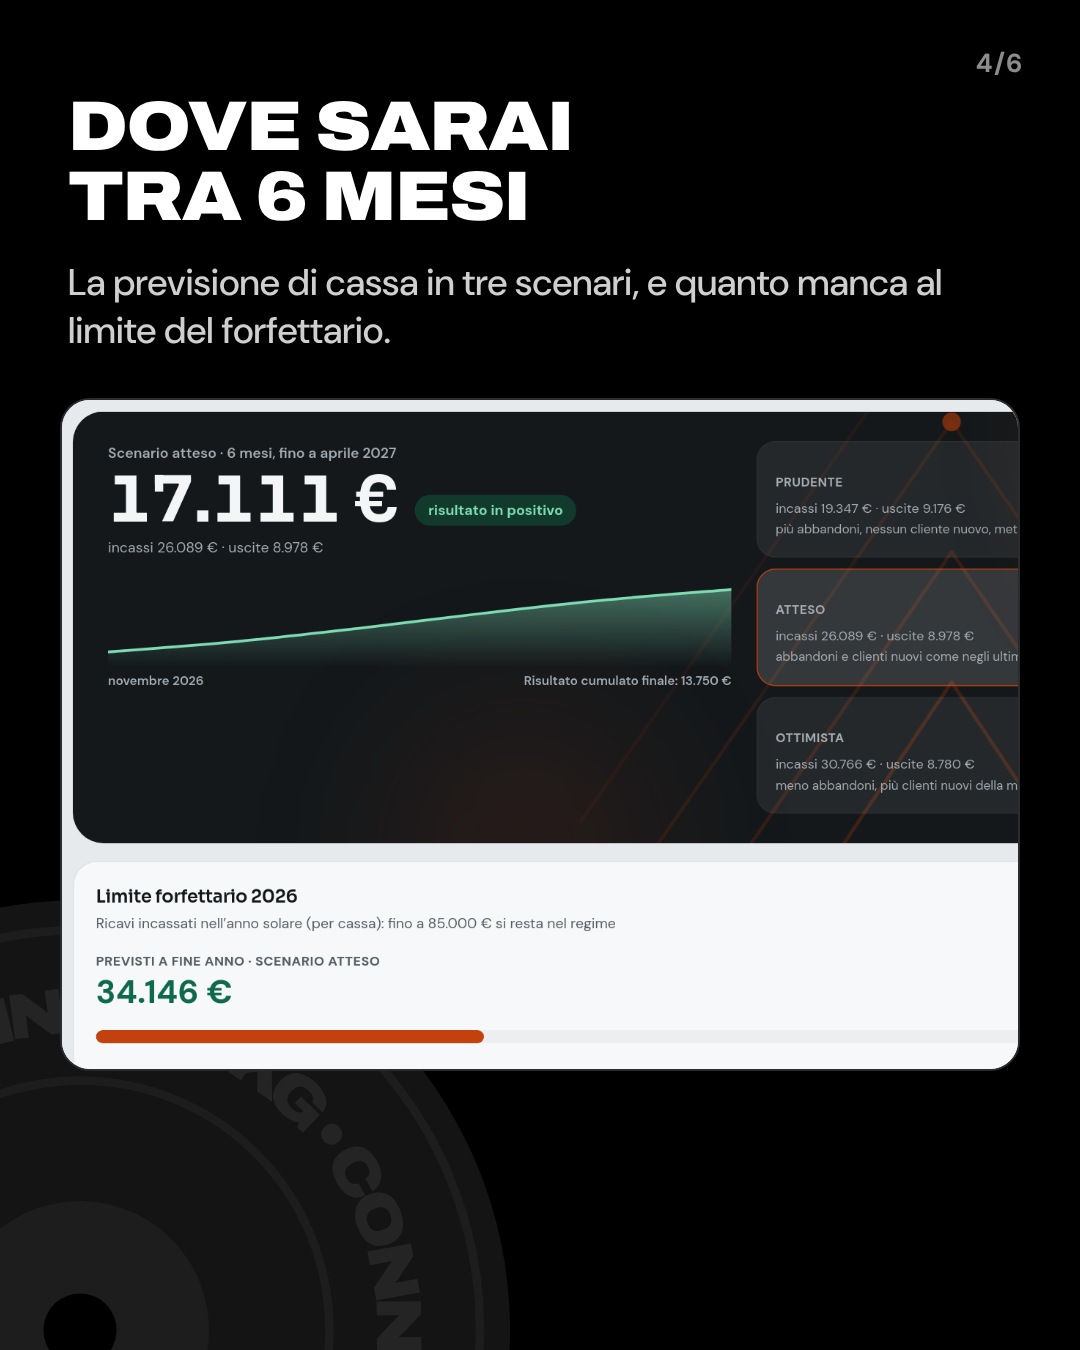 4/6
DOVE SARAI
TRA 6 MESI
La previsione di cassa in tre scenari, e quanto manca al
limite del forfettario.
Scenario atteso · 6 mesi, fino a aprile 2027
17.111 €
risultato in positivo
incassi 26.089 € · uscite 8.978 €
novembre 2026
Risultato cumulato finale: 13.750 €
PRUDENTE
incassi 19.347 € · uscite 9.176 €
più abbandoni, nessun cliente nuovo, met
ATTESO
incassi 26.089 € · uscite 8.978 €
abbandoni e clienti nuovi come negli ultim
OTTIMISTA
incassi 30.766 € · uscite 8.780 €
meno abbandoni, più clienti nuovi della m
Limite forfettario 2026
Ricavi incassati nell'anno solare (per cassa): fino a 85.000 € si resta nel regime
PREVISTI A FINE ANNO · SCENARIO ATTESO
34.146 €